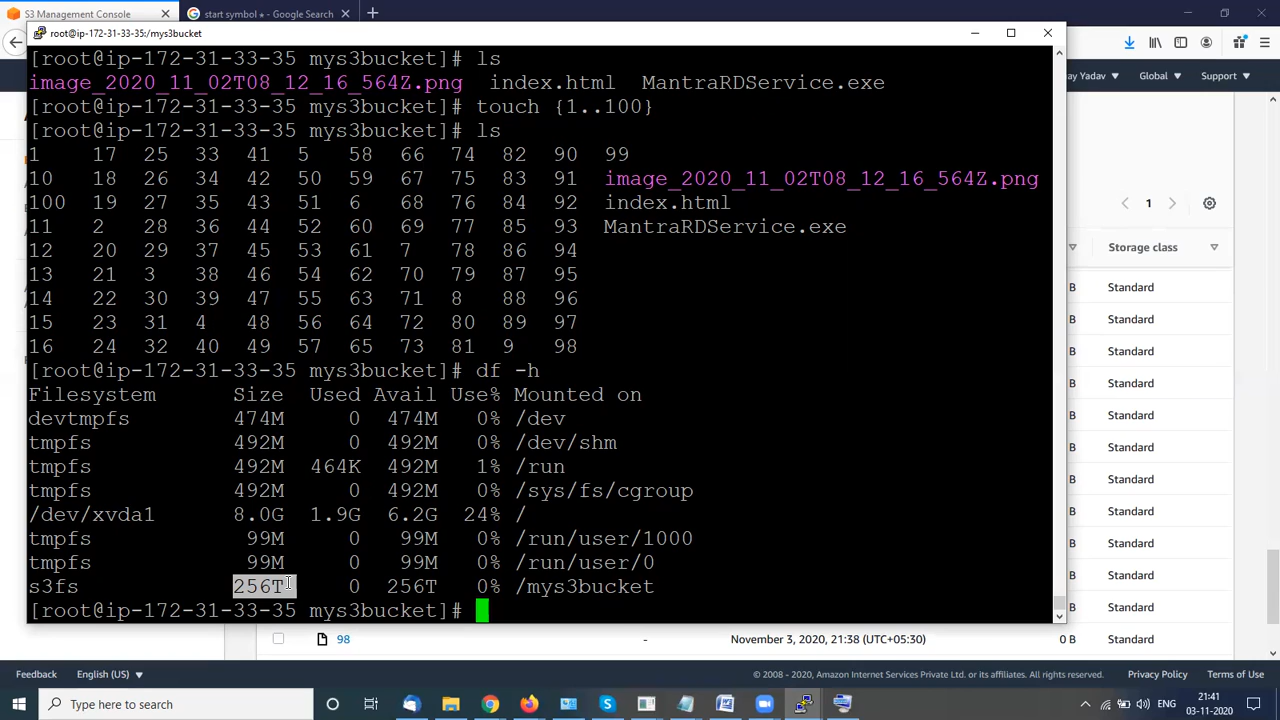 S3 Management Console
start symbol ⋆ - Google Search
root@ip-172-31-33-35:/mys3bucket
ay Yadav
Global
Support
[root@ip-172-31-33-35 mys3bucket]# ls
image_2020_11_02T08_12_16_564Z.png index.html MantraRDService.exe
[root@ip-172-31-33-35 mys3bucket]# touch {1..100}
[root@ip-172-31-33-35 mys3bucket]# ls
1 17 25 33 41 5 58 66 74 82 90 99
10 18 26 34 42 50 59 67 75 83 91 image_2020_11_02T08_12_16_564Z.png
100 19 27 35 43 51 6 68 76 84 92 index.html
11 2 28 36 44 52 60 69 77 85 93 MantraRDService.exe
12 20 29 37 45 53 61 7 78 86 94
13 21 3 38 46 54 62 70 79 87 95
14 22 30 39 47 55 63 71 8 88 96
15 23 31 4 48 56 64 72 80 89 97
16 24 32 40 49 57 65 73 81 9 98
[root@ip-172-31-33-35 mys3bucket]# df -h
Filesystem Size Used Avail Use% Mounted on
devtmpfs 474M 0 474M 0% /dev
tmpfs 492M 0 492M 0% /dev/shm
tmpfs 492M 464K 492M 1% /run
tmpfs 492M 0 492M 0% /sys/fs/cgroup
/dev/xvda1 8.0G 1.9G 6.2G 24% /
tmpfs 99M 0 99M 0% /run/user/1000
tmpfs 99M 0 99M 0% /run/user/0
s3fs 256T 0 256T 0% /mys3bucket
[root@ip-172-31-33-35 mys3bucket]#
1
Storage class
B Standard
B Standard
B Standard
B Standard
B Standard
B Standard
B Standard
B Standard
B Standard
B Standard
B Standard
98 - November 3, 2020, 21:38 (UTC+05:30) 0 B Standard
Feedback English (US) © 2008 - 2020, Amazon Internet Services Private Ltd. or its affiliates. All rights reserved. Privacy Policy Terms of Use
Type here to search
ENG
21:41
03-11-2020